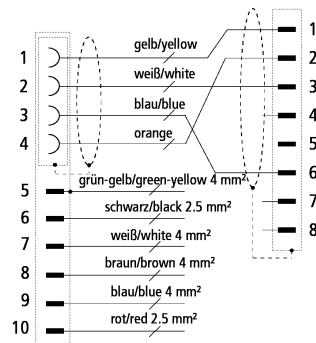 gelb/yellow
1
1
weiß/white
2
2
blau/blue
3
3
orange
4
4
5
grün-gelb/green-yellow 4 mm²
5
6
schwarz/black 2.5 mm²
6
7
weiß/white 4 mm²
7
8
braun/brown 4 mm²
8
blau/blue 4 mm²
9
rot/red 2.5 mm²
10